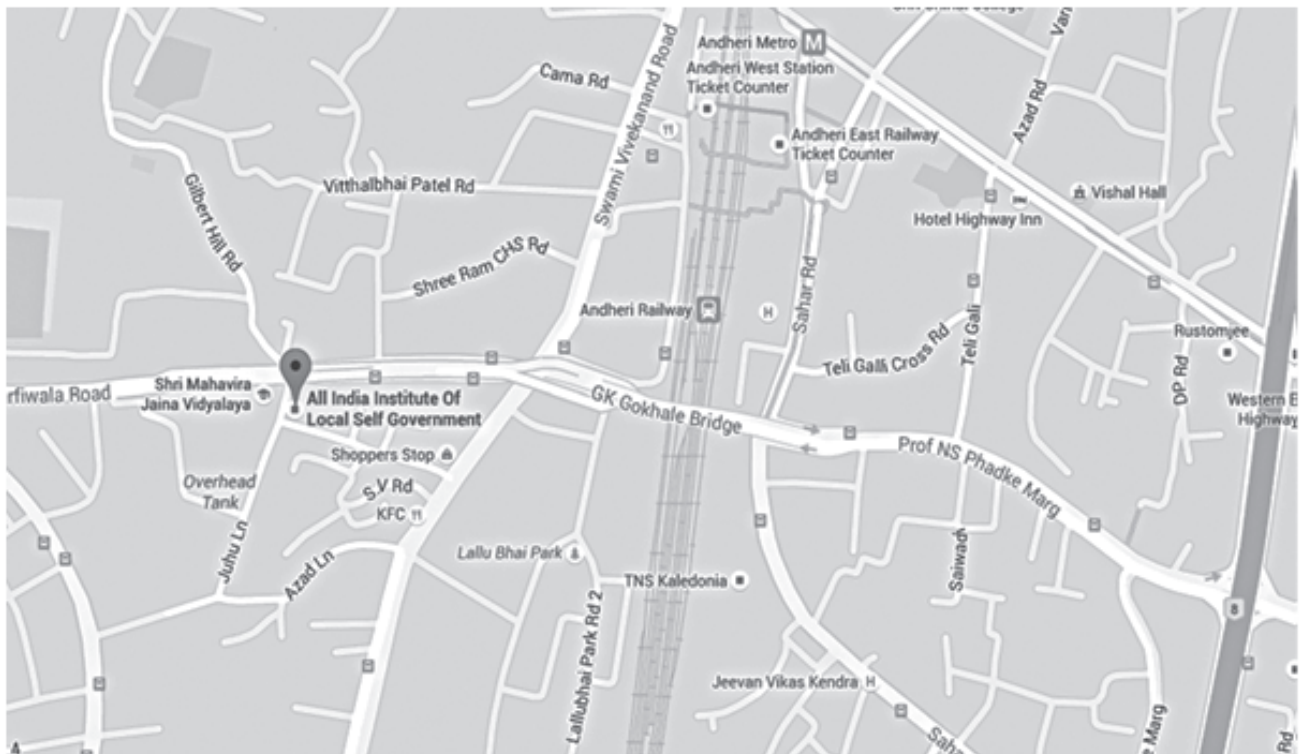 Andheri Metro
M
Andheri West Station
Ticket Counter
Cama Rd
Swami Vivekanand Road
Azad Rd
Andheri East Railway
Ticket Counter
Vitthalbhai Patel Rd
Vishal Hall
Hotel Highway Inn
Gilbert Hill Rd
Shree Ram CHS Rd
Andheri Railway
H
Sahar Rd
Teli Galli Cross Rd
Teli Gali
Rustomjee
DP Rd
rfiwala Road
Shri Mahavira
Jaina Vidyalaya
All India Institute Of
Local Self Government
GK Gokhale Bridge
Western E
Highway
Prof NS Phadke Marg
Shoppers Stop
Overhead
Tank
S.V Rd
KFC
Juhu Ln
Azad Ln
Lallu Bhai Park
TNS Kaledonia
Saiwadi
8
Lallubhai Park Rd 2
Jeevan Vikas Kendra
H
Saha
e Marg
Rd